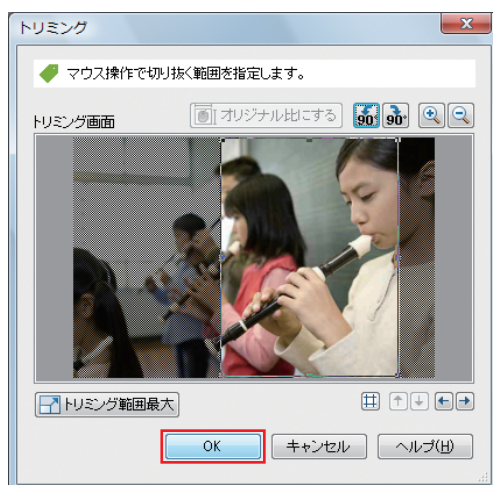 トリミング
マウス操作で切り抜く範囲を指定します。
トリミング画面
オリジナル比にする
90°
90°
トリミング範囲最大
OK
キャンセル
ヘルプ(H)